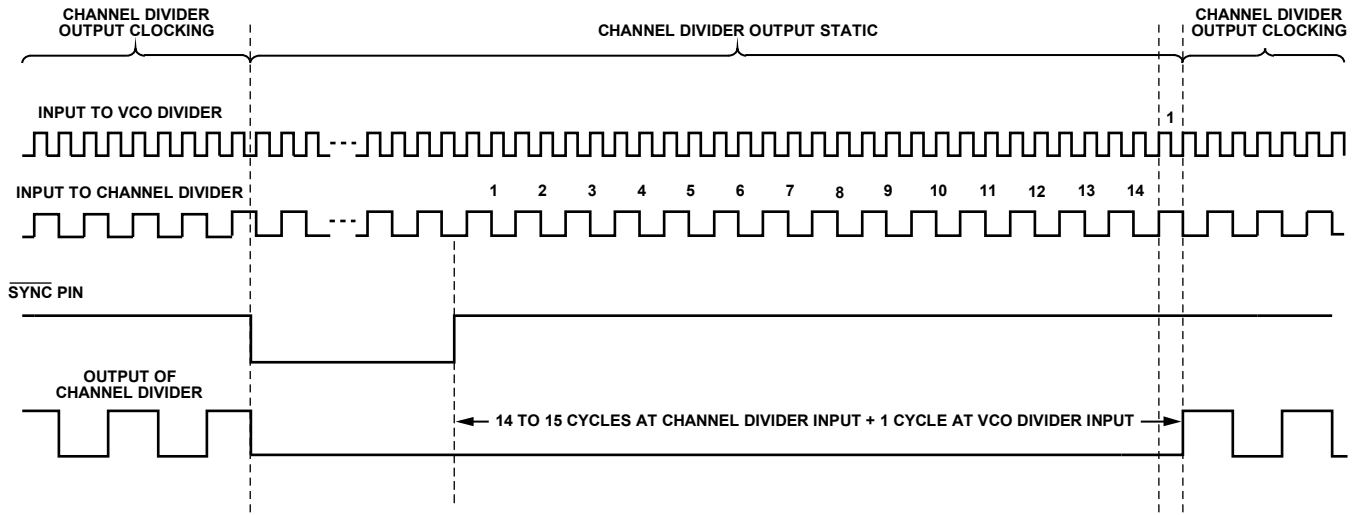 CHANNEL DIVIDER
OUTPUT CLOCKING
CHANNEL DIVIDER OUTPUT STATIC
CHANNEL DIVIDER
OUTPUT CLOCKING
INPUT TO VCO DIVIDER
1
INPUT TO CHANNEL DIVIDER
1 2 3 4 5 6 7 8 9 10 11 12 13 14
SYNC PIN
OUTPUT OF
CHANNEL DIVIDER
14 TO 15 CYCLES AT CHANNEL DIVIDER INPUT + 1 CYCLE AT VCO DIVIDER INPUT